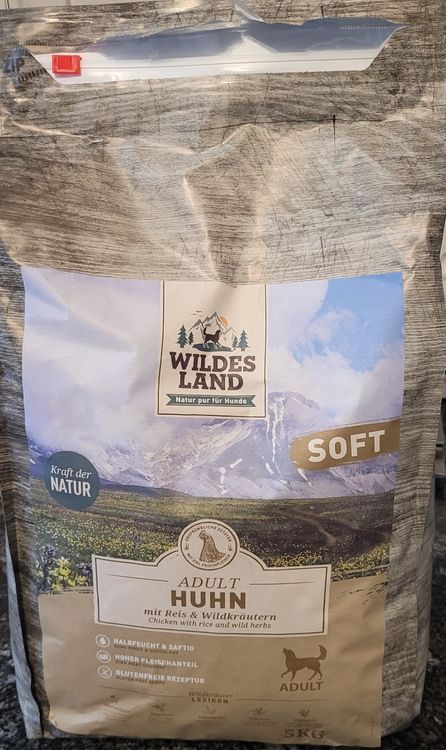 WILDES
LAND
Natur pur für Hunde
SOFT
Kraft der
NATUR
ADULT
HUHN
mit Reis & Wildkräutern
Chicken with rice and wild herbs
HALBFEUCHT & SAFTIG
HOHER FLEISCHANTEIL
GLUTENFREIE REZEPTUR
ADULT
Wildkräuter
LEXIKON
5KG